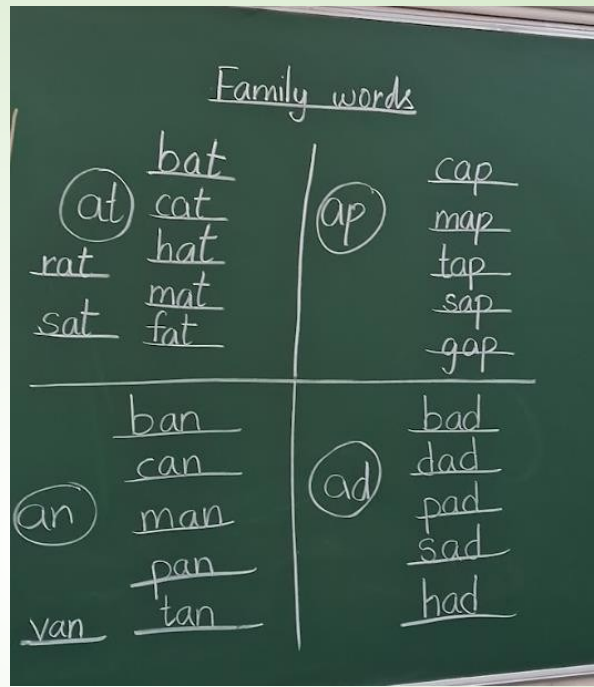 Family words
at
bat
cat
hat
mat
fat
rat
sat
ap
cap
map
tap
sap
gap
an
ban
can
man
pan
tan
van
ad
bad
dad
pad
sad
had